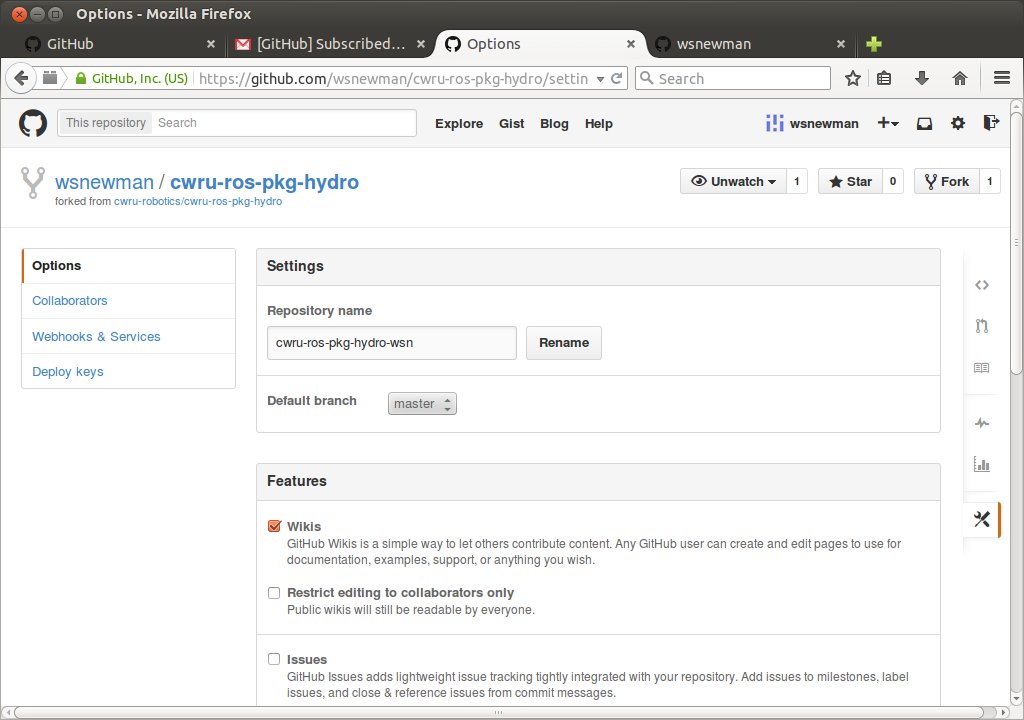 Options - Mozilla Firefox
GitHub
[GitHub] Subscribed...
Options
wsnewman
GitHub, Inc. (US)
https://github.com/wsnewman/cwru-ros-pkg-hydro/settin
Search
This repository
Search
Explore Gist Blog Help
wsnewman
wsnewman / cwru-ros-pkg-hydro
forked from cwru-robotics/cwru-ros-pkg-hydro
Unwatch 1
Star 0
Fork 1
Options
Collaborators
Webhooks & Services
Deploy keys
Settings
Repository name
cwru-ros-pkg-hydro-wsn
Rename
Default branch
master
Features
Wikis
GitHub Wikis is a simple way to let others contribute content. Any GitHub user can create and edit pages to use for
documentation, examples, support, or anything you wish.
Restrict editing to collaborators only
Public wikis will still be readable by everyone.
Issues
GitHub Issues adds lightweight issue tracking tightly integrated with your repository. Add issues to milestones, label
issues, and close & reference issues from commit messages.